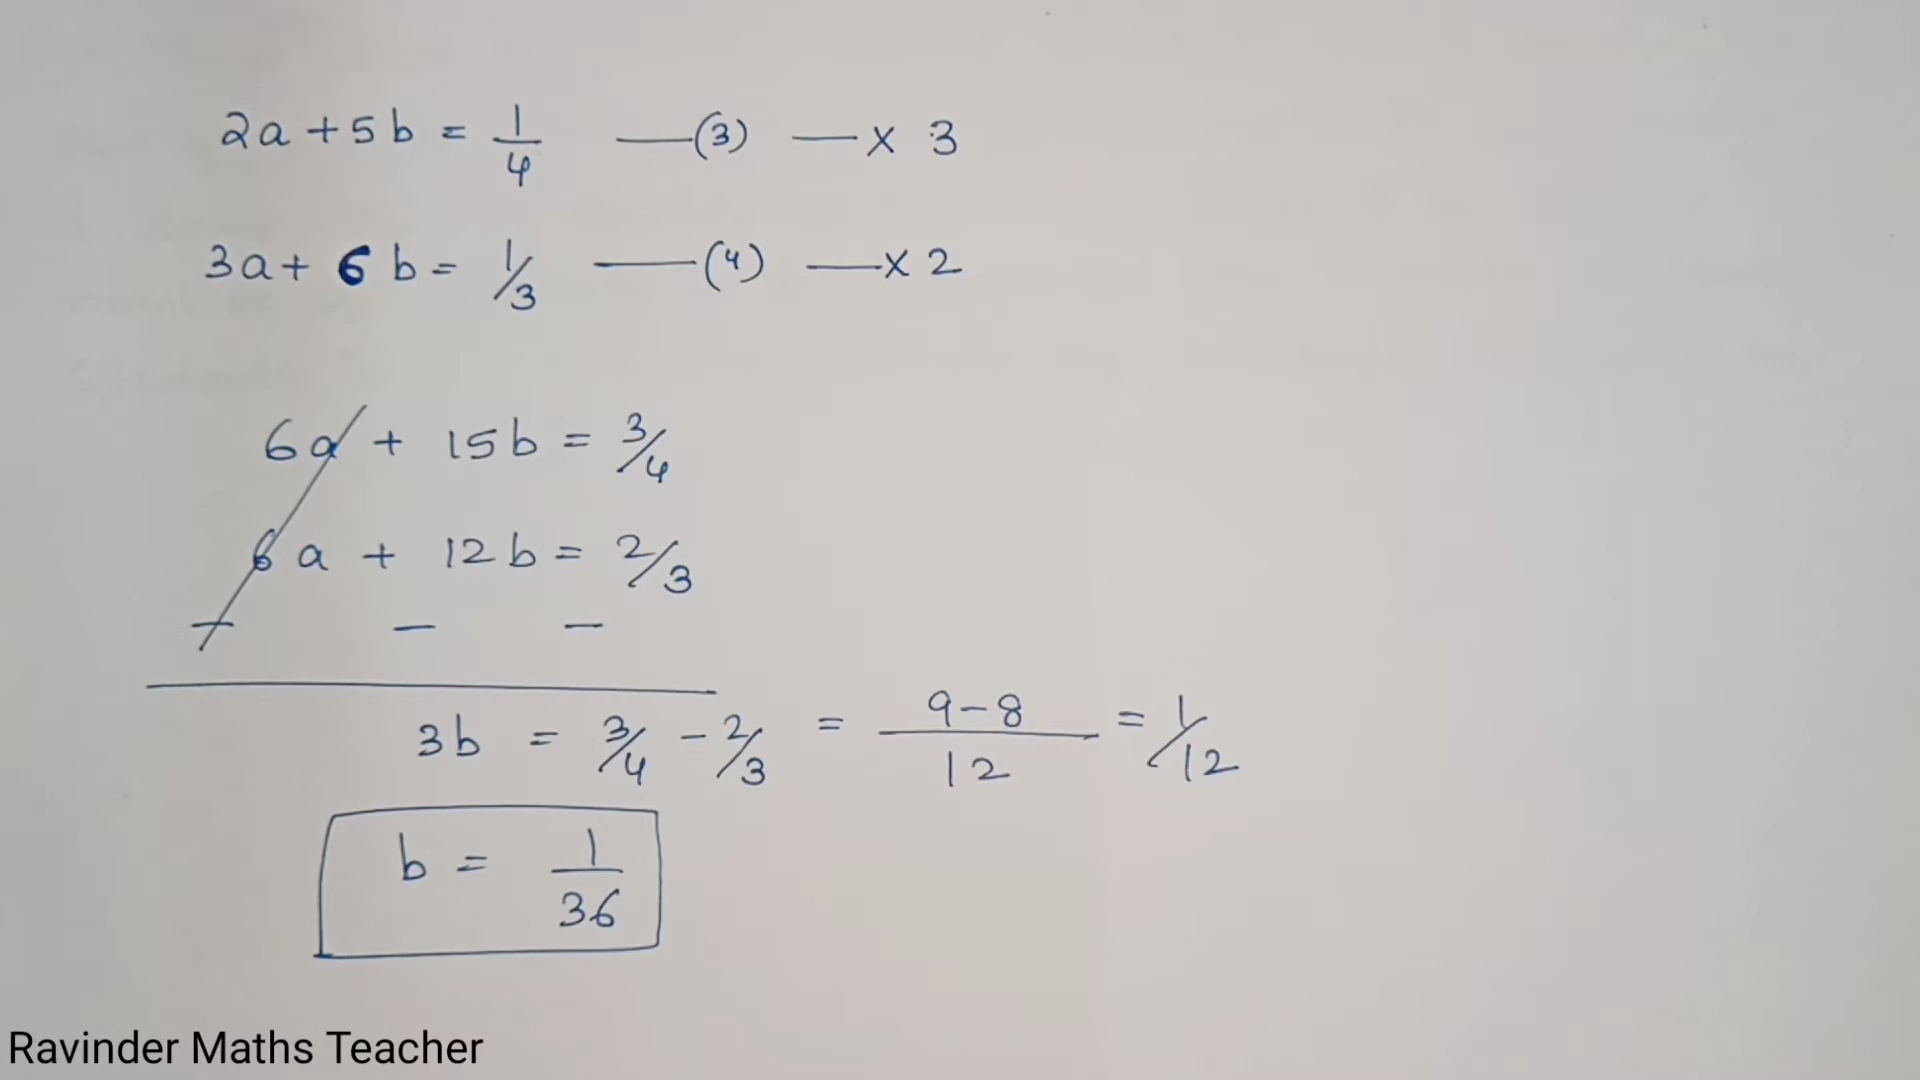 2a + 5b = 1/4 —(3) — x 3
3a + 6b = 1/3 —(4) — x 2
6a + 15b = 3/4
6a + 12b = 2/3
- - -
3b = 3/4 - 2/3 = 9-8/12 = 1/12
b = 1/36
Ravinder Maths Teacher